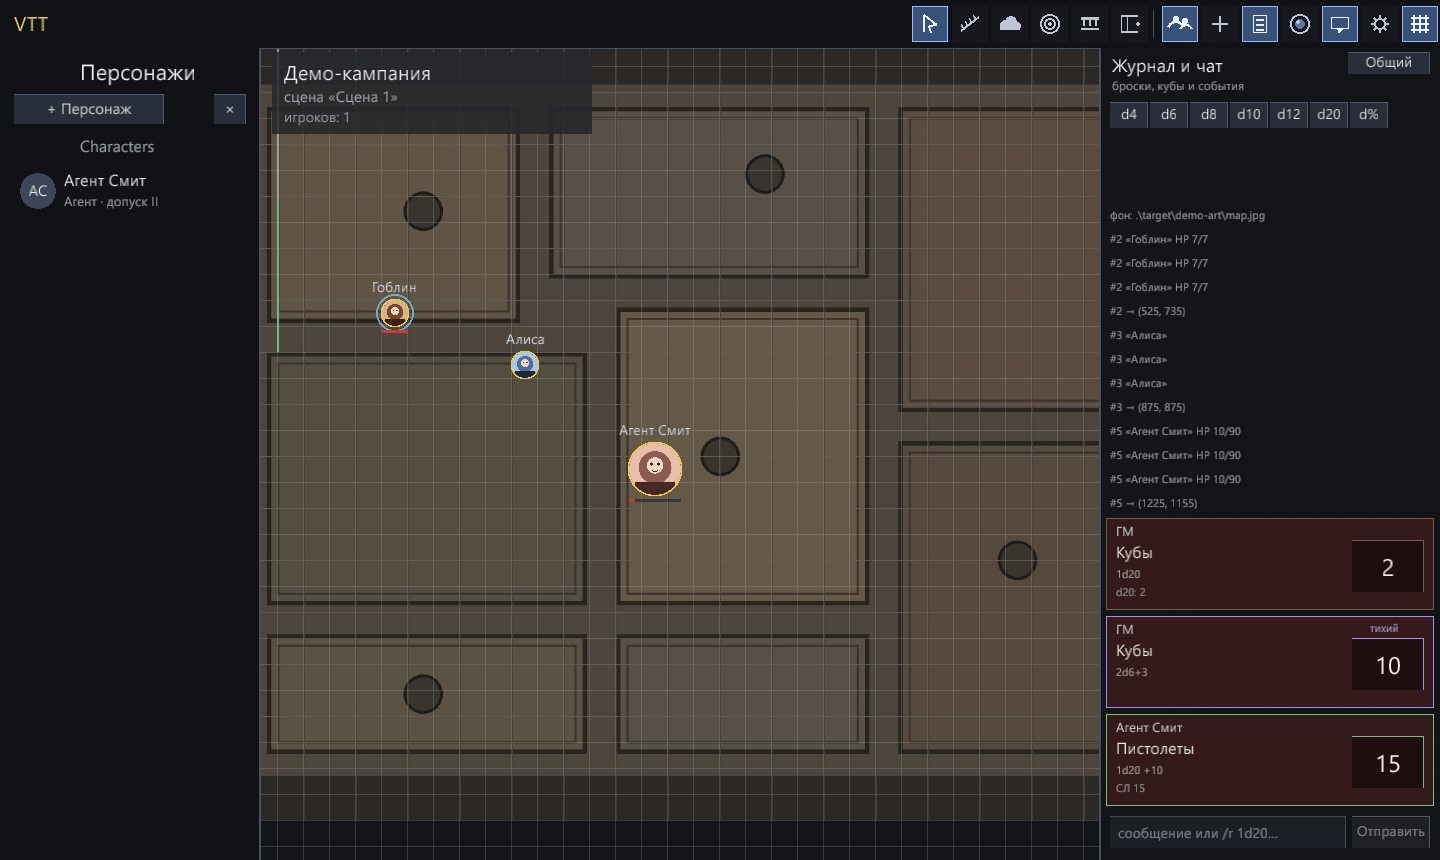 VTT
Персонажи
+ Персонаж
×
Characters
АС
Агент Смит
Агент · допуск II
Демо-кампания
сцена «Сцена 1»
игроков: 1
Гоблин
Алиса
Агент Смит
Журнал и чат
Общий
броски, кубы и события
d4 d6 d8 d10 d12 d20 d%
фон: .\target\demo-art\map.jpg
#2 «Гоблин» HP 7/7
#2 «Гоблин» HP 7/7
#2 «Гоблин» HP 7/7
#2 → (525, 735)
#3 «Алиса»
#3 «Алиса»
#3 «Алиса»
#3 → (875, 875)
#5 «Агент Смит» HP 10/90
#5 «Агент Смит» HP 10/90
#5 «Агент Смит» HP 10/90
#5 → (1225, 1155)
ГМ
Кубы
1d20
d20: 2
2
ГМ
тихий
Кубы
2d6+3
10
Агент Смит
Пистолеты
1d20 +10
СЛ 15
15
сообщение или /r 1d20...
Отправить